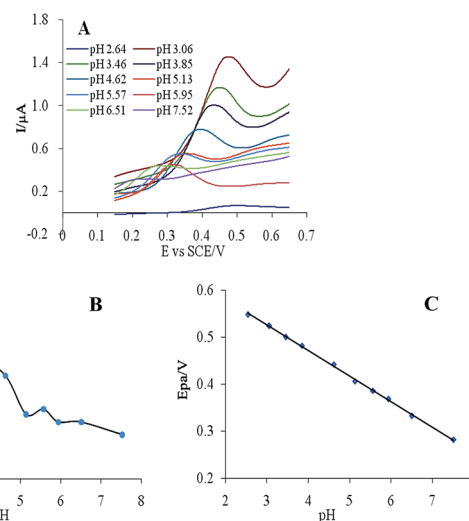 1.8
A
pH 2.64 pH 3.06
1.4
pH 3.46 pH 3.85
pH 4.62 pH 5.13
1.0
pH 5.57 pH 5.95
pH 6.51 pH 7.52
I/µA
0.6
0.2
-0.2
0 0.1 0.2 0.3 0.4 0.5 0.6 0.7
E vs SCE/V
B
5 6 7 8
H
0.6
C
0.5
Epa/V
0.4
0.3
0.2
2 3 4 5 6 7
pH